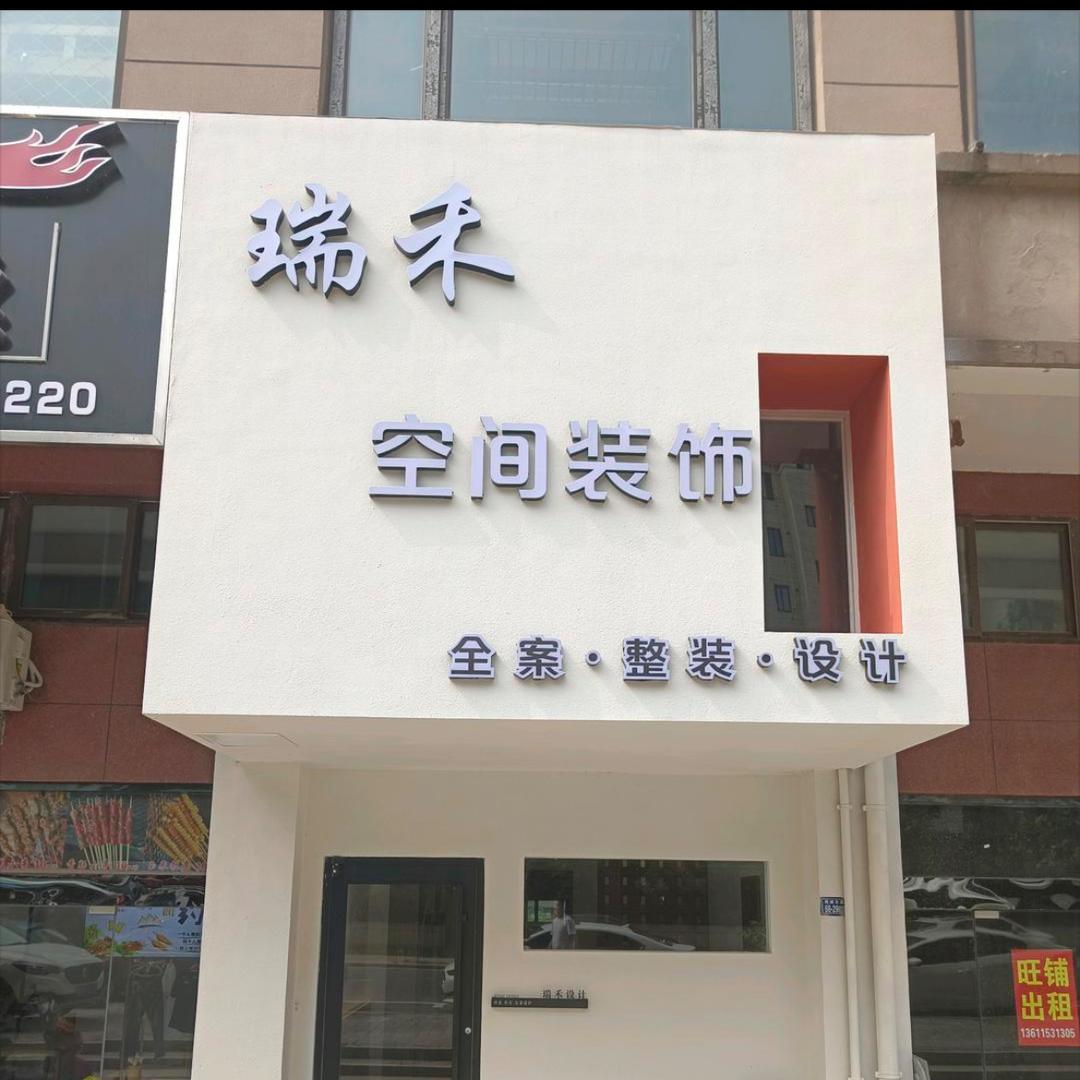 瑞禾
空间装饰
全案·整装·设计
220
瑞禾设计
旺铺
出租
13611531305